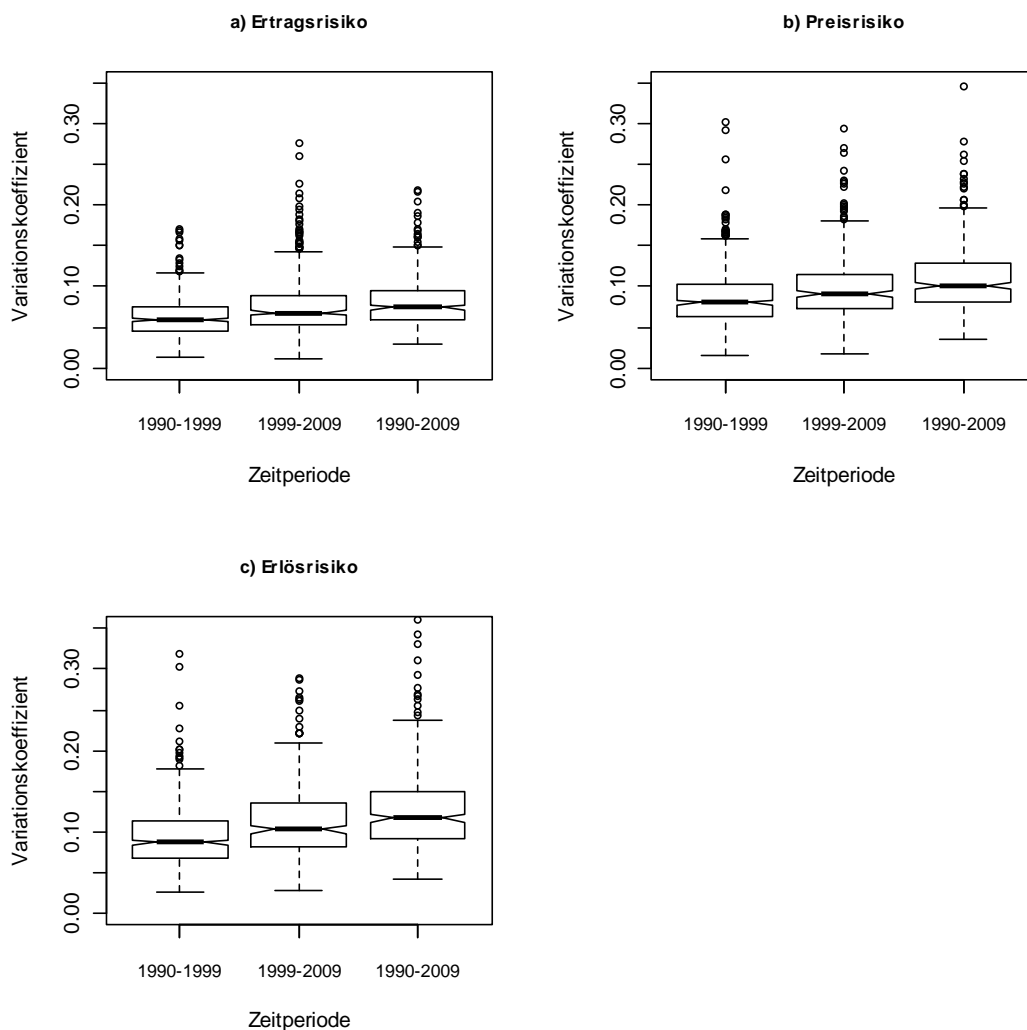 a) Ertragsrisiko
Variationskoeffizient
0.30
0.20
0.10
0.00
1990-1999 1999-2009 1990-2009
Zeitperiode
b) Preisrisiko
Variationskoeffizient
0.30
0.20
0.10
0.00
1990-1999 1999-2009 1990-2009
Zeitperiode
c) Erlösrisiko
Variationskoeffizient
0.30
0.20
0.10
0.00
1990-1999 1999-2009 1990-2009
Zeitperiode